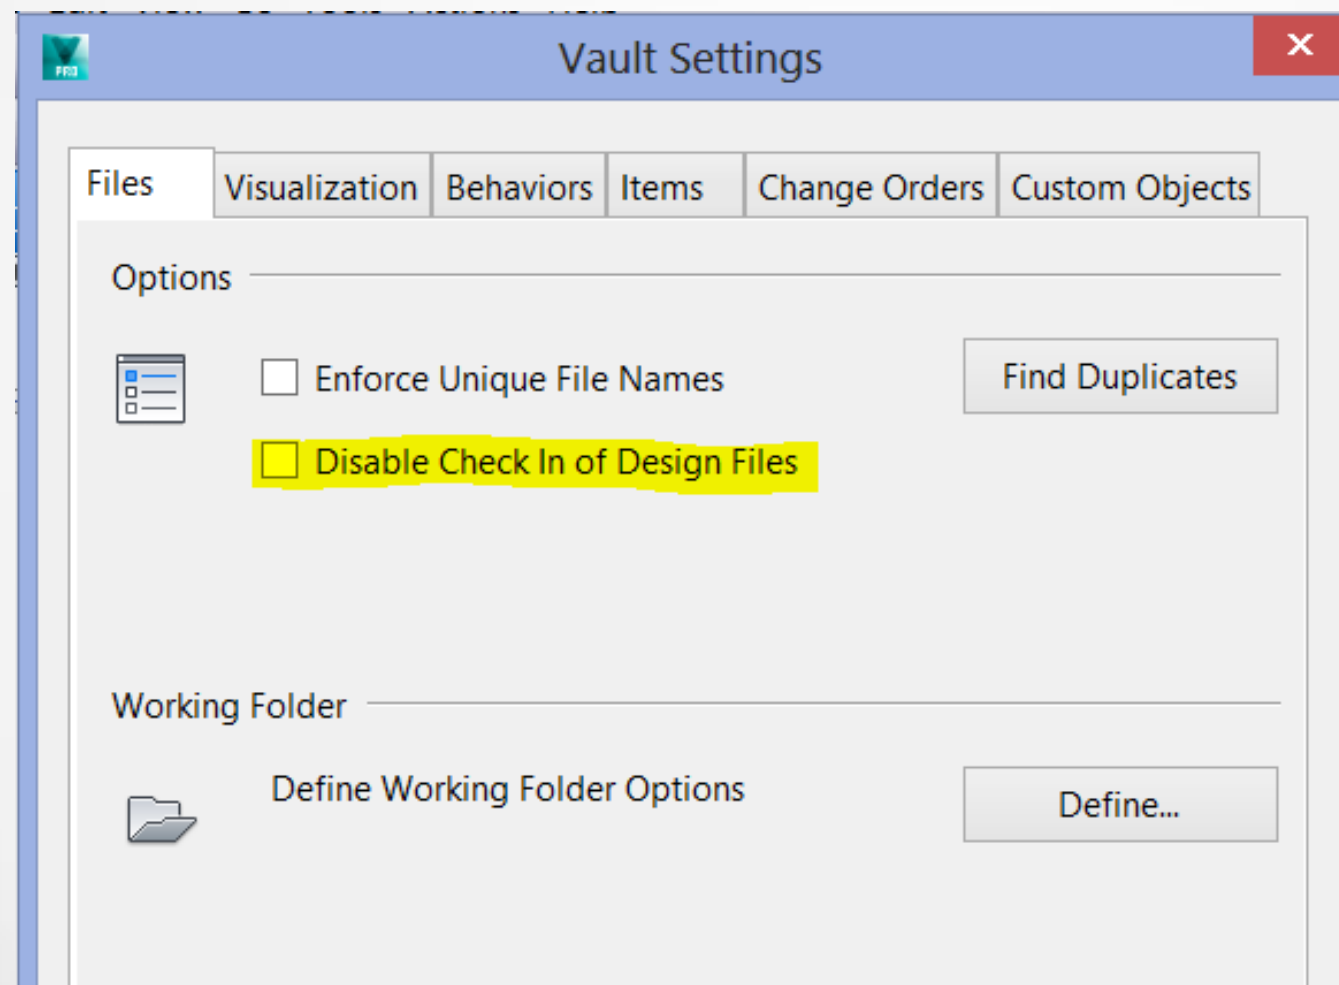 Vault Settings
PRO
Files
Visualization
Behaviors
Items
Change Orders
Custom Objects
Options
Enforce Unique File Names
Find Duplicates
Disable Check In of Design Files
Working Folder
Define Working Folder Options
Define...